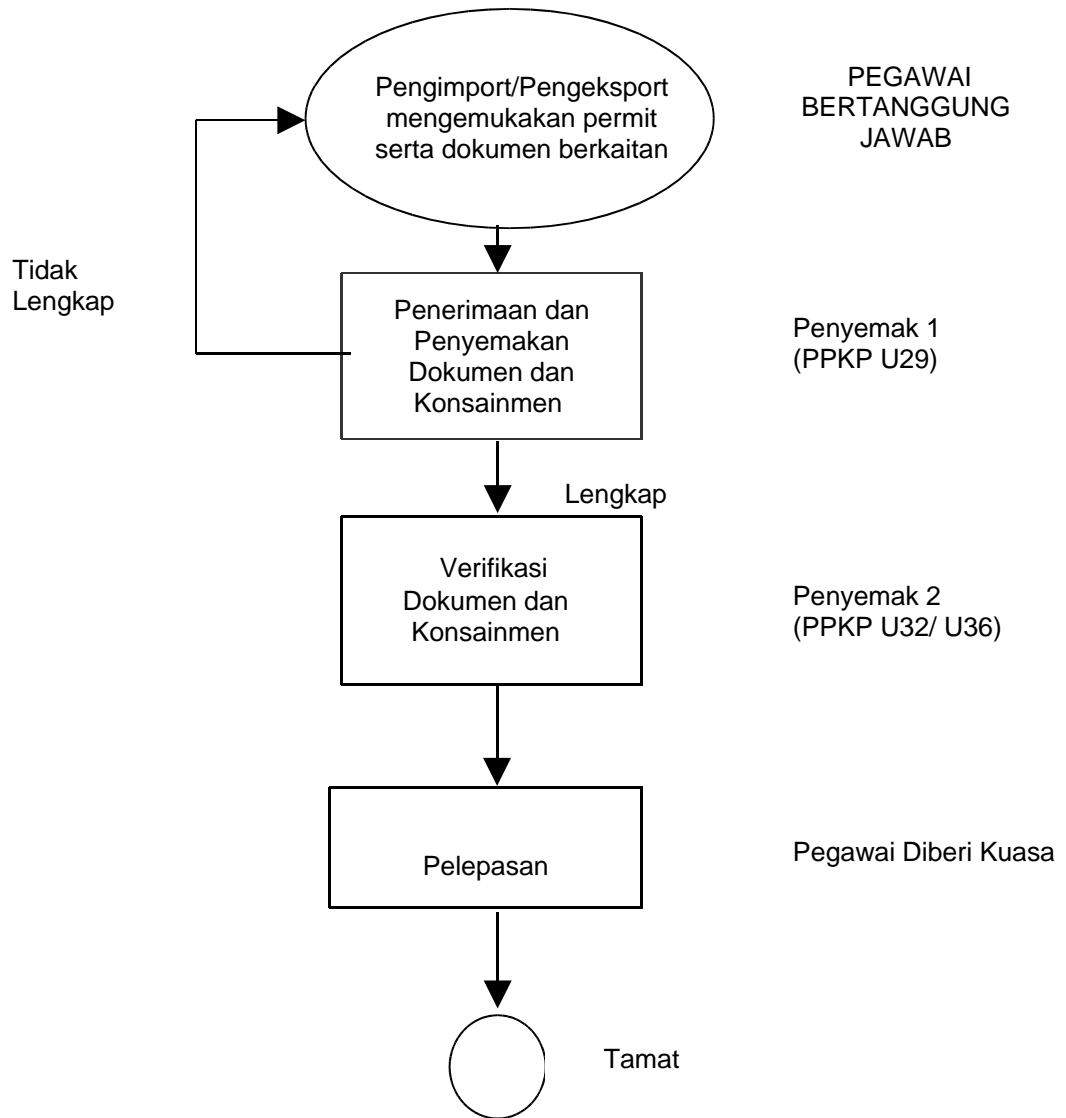 Pengimport/Pengeksport
mengemukakan permit
serta dokumen berkaitan
PEGAWAI
BERTANGGUNG
JAWAB
Tidak
Lengkap
Penerimaan dan
Penyemakan
Dokumen dan
Konsainmen
Penyemak 1
(PPKP U29)
Lengkap
Verifikasi
Dokumen dan
Konsainmen
Penyemak 2
(PPKP U32/ U36)
Pelepasan
Pegawai Diberi Kuasa
Tamat